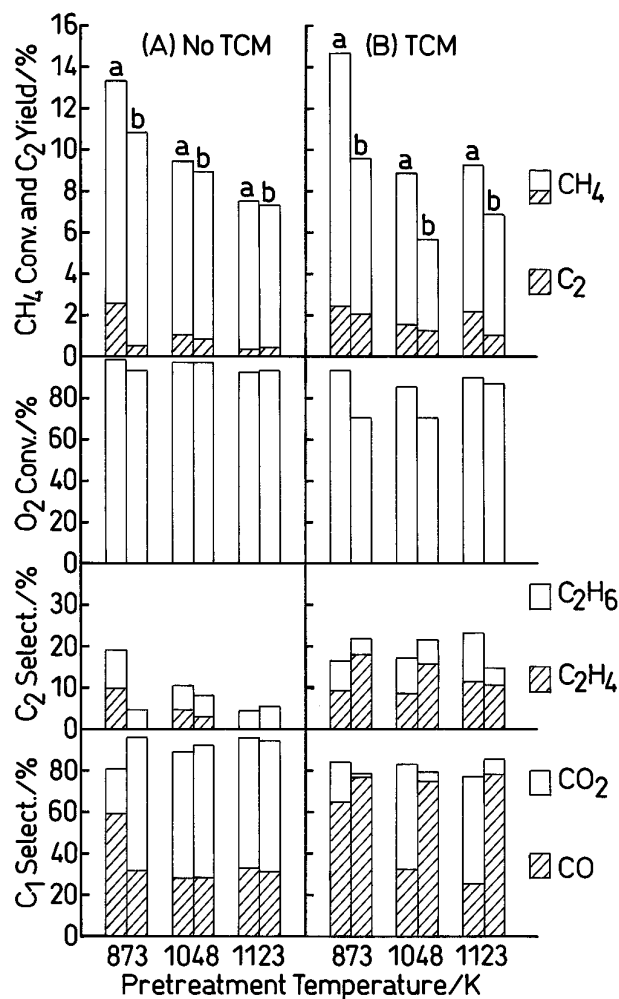 (A) No TCM
(B) TCM
CH4 Conv. and C2 Yield/%
16
14
12
10
8
6
4
2
0
a
b
a
b
a
b
a
b
a
b
a
b
CH4
C2
O2 Conv./%
80
60
40
20
0
C2 Select./%
30
20
10
0
C2H6
C2H4
C1 Select./%
80
60
40
20
0
CO2
CO
873 1048 1123 873 1048 1123
Pretreatment Temperature/K